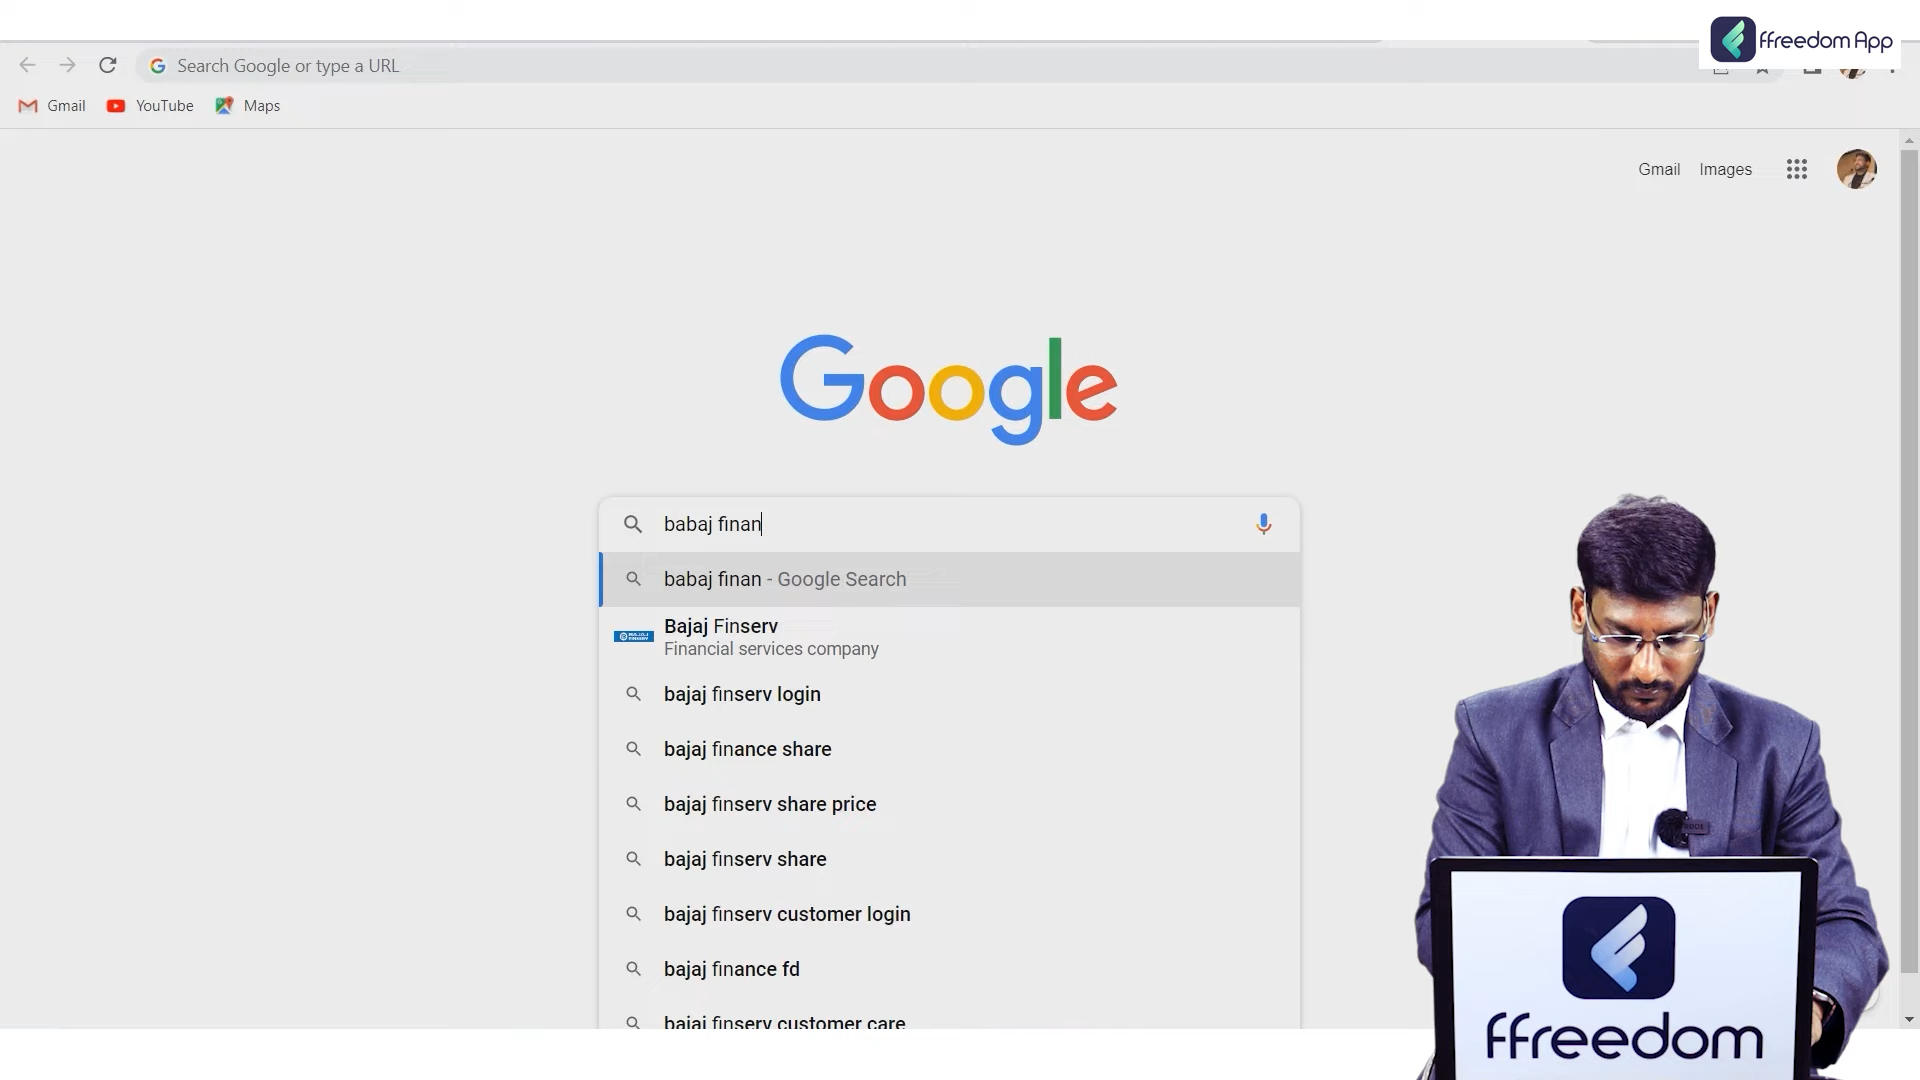 ffreedom App
Search Google or type a URL
Gmail
YouTube
Maps
Gmail
Images
Google
babaj finan
babaj finan - Google Search
Bajaj Finserv
Financial services company
bajaj finserv login
bajaj finance share
bajaj finserv share price
bajaj finserv share
bajaj finserv customer login
bajaj finance fd
bajaj finserv customer care
ffreedom